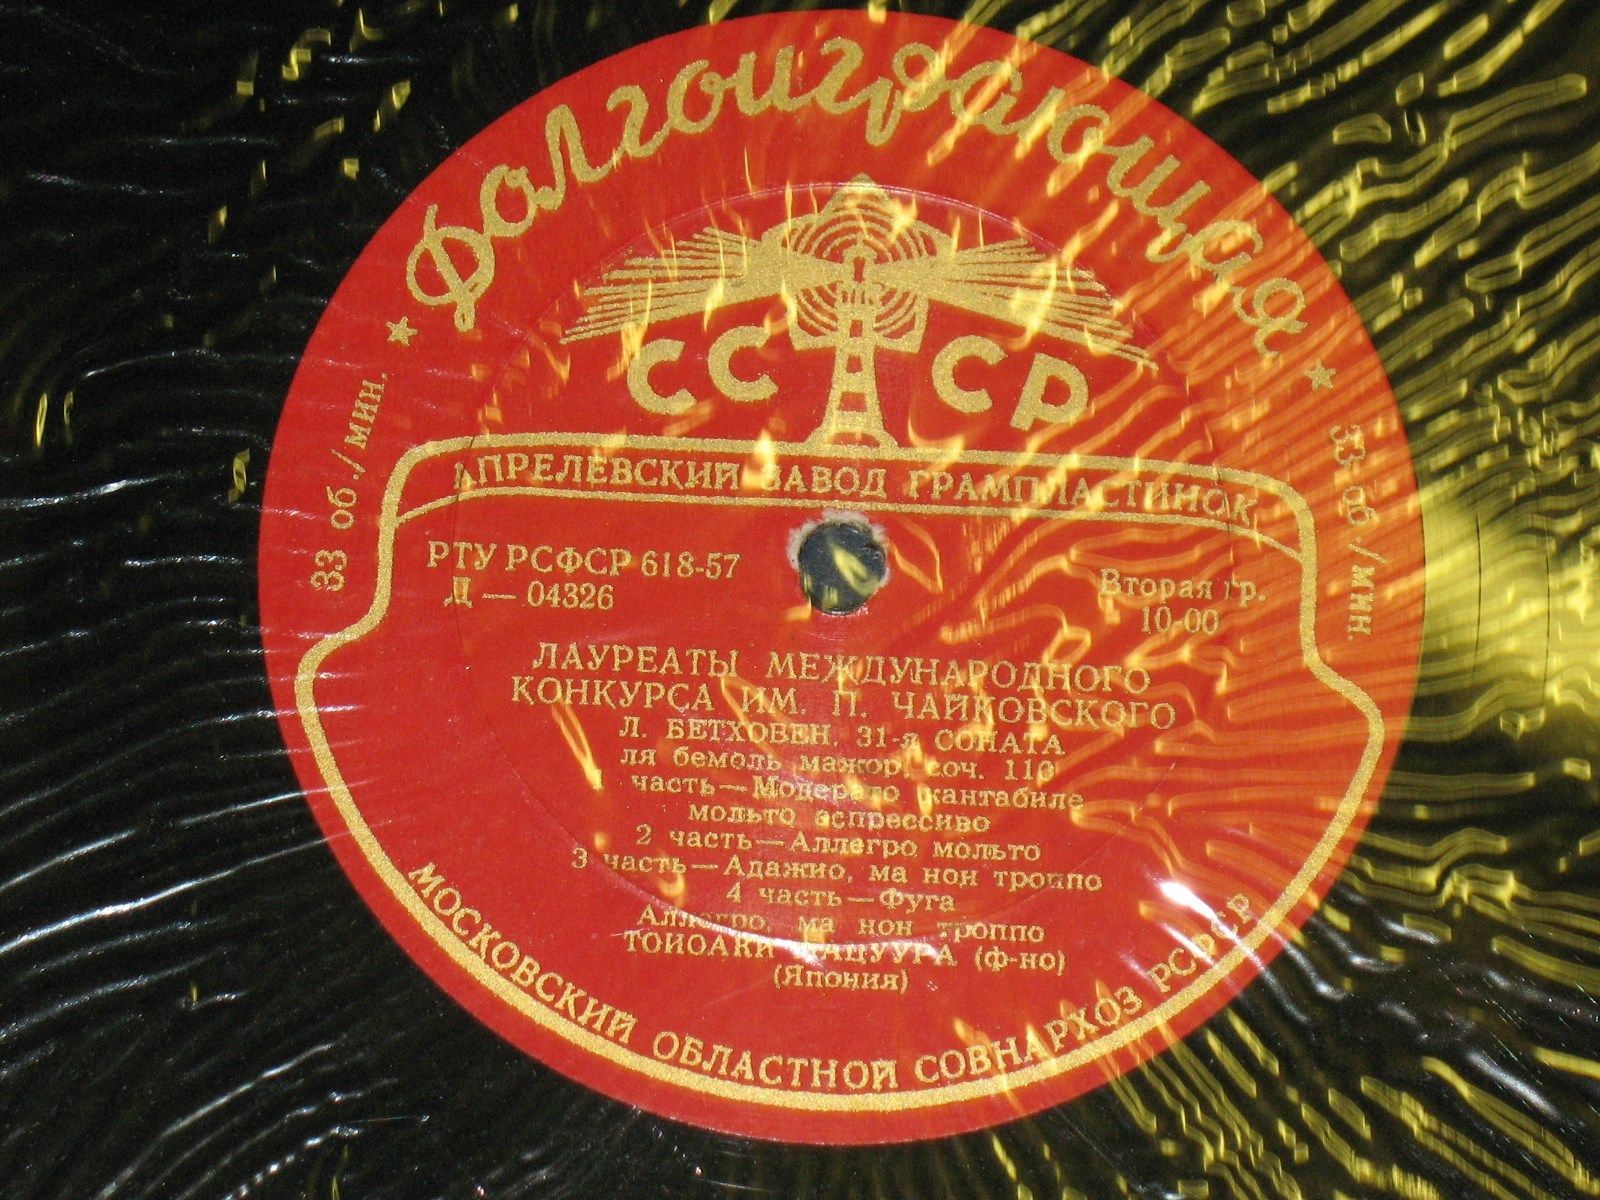 Долгоиграющая
★ 33 об./мин.
★ 33 об./мин.
СССР
АПРЕЛЕВСКИЙ ЗАВОД ГРАМПЛАСТИНОК
РТУ РСФСР 618-57
Д — 04326
Вторая гр.
10-00
ЛАУРЕАТЫ МЕЖДУНАРОДНОГО
КОНКУРСА ИМ. П. ЧАЙКОВСКОГО
Л. БЕТХОВЕН. 31-я СОНАТА
ля бемоль мажор, соч. 110
часть — Модерато кантабиле
мольто эспрессиво
2 часть — Аллегро мольто
3 часть — Адажио, ма нон троппо
4 часть — Фуга
Аллегро, ма нон троппо
ТОИОАКИ (ф-но)
(Япония)
МОСКОВСКИЙ ОБЛАСТНОЙ СОВНАРХОЗ РСФСР